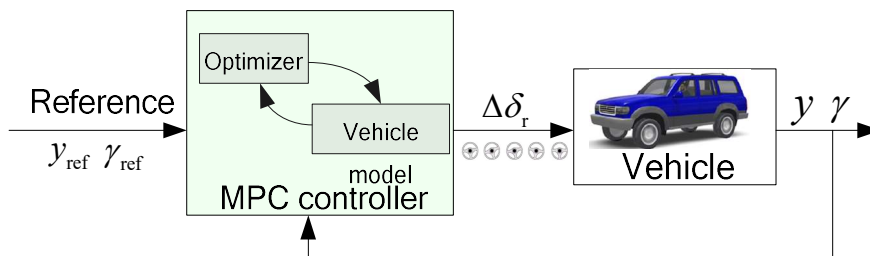 Optimizer
Reference
y_ref γ_ref
Vehicle
model
MPC controller
Δδ_r
Vehicle
y γ